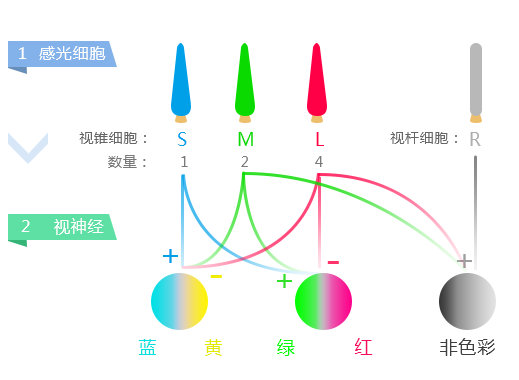 1 感光细胞
视锥细胞： S M L 视杆细胞： R
数量： 1 2 4
2 视神经
+ − + − +
蓝 黄 绿 红 非色彩